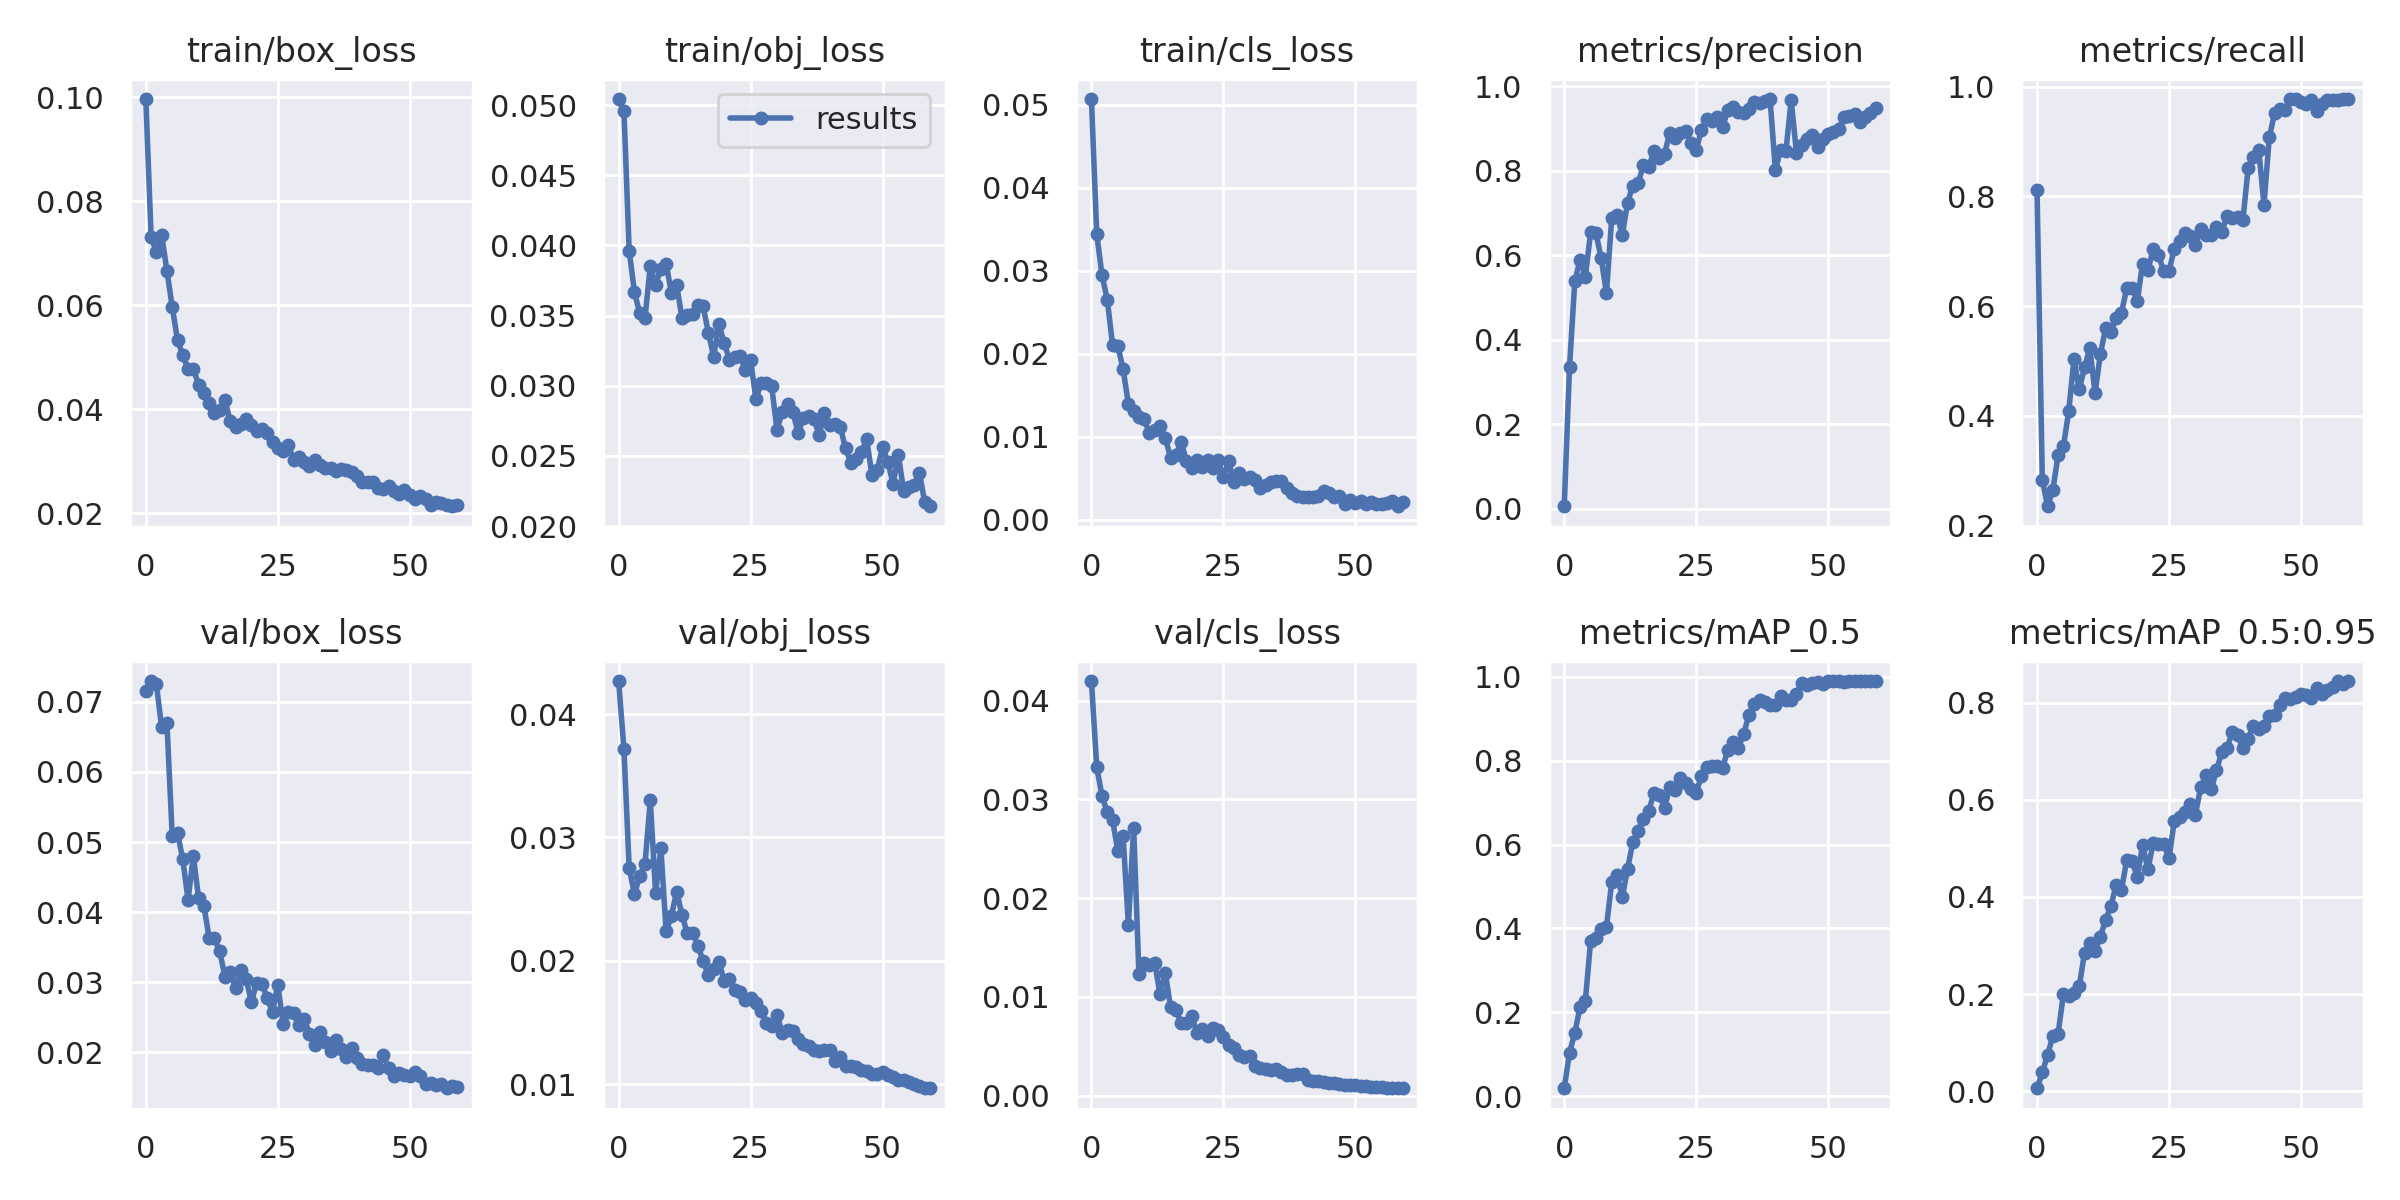 train/box_loss
0.10
0.08
0.06
0.04
0.02
0 25 50
train/obj_loss
results
0.050
0.045
0.040
0.035
0.030
0.025
0.020
0 25 50
train/cls_loss
0.05
0.04
0.03
0.02
0.01
0.00
0 25 50
metrics/precision
1.0
0.8
0.6
0.4
0.2
0.0
0 25 50
metrics/recall
1.0
0.8
0.6
0.4
0.2
0 25 50
val/box_loss
0.07
0.06
0.05
0.04
0.03
0.02
0 25 50
val/obj_loss
0.04
0.03
0.02
0.01
0 25 50
val/cls_loss
0.04
0.03
0.02
0.01
0.00
0 25 50
metrics/mAP_0.5
1.0
0.8
0.6
0.4
0.2
0.0
0 25 50
metrics/mAP_0.5:0.95
0.8
0.6
0.4
0.2
0.0
0 25 50